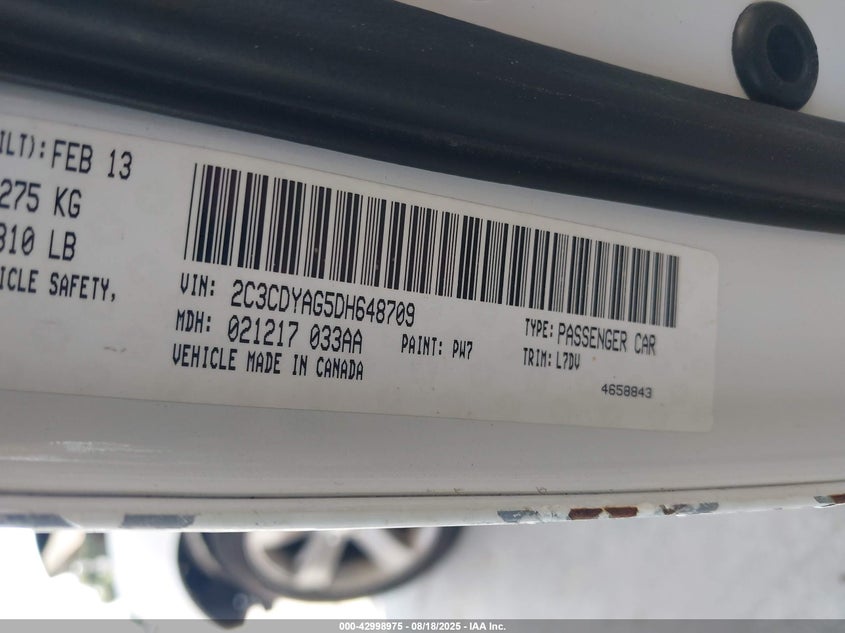 ILT): FEB 13
275 KG
310 LB
ICLE SAFETY,
VIN: 2C3CDYAG5DH648709
MDH: 021217 033AA
PAINT: PW7
TYPE: PASSENGER CAR
TRIM: L7DV
VEHICLE MADE IN CANADA
4658843
000-42998975 — 08/18/2025 — IAA Inc.